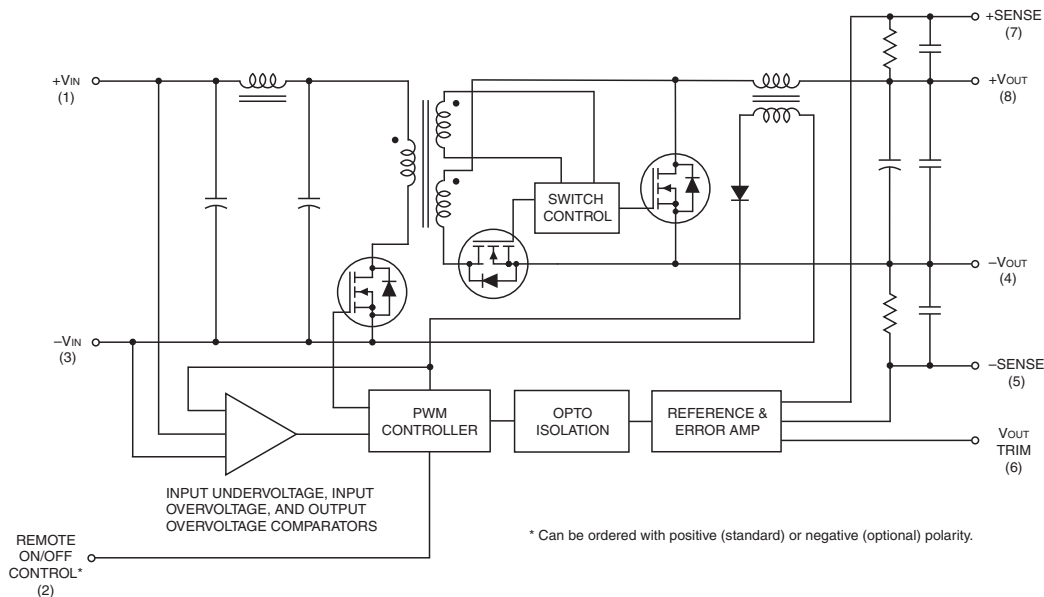 +SENSE
(7)
+VIN
(1)
+VOUT
(8)
SWITCH
CONTROL
–VOUT
(4)
–VIN
(3)
–SENSE
(5)
PWM
CONTROLLER
OPTO
ISOLATION
REFERENCE &
ERROR AMP
VOUT
TRIM
(6)
INPUT UNDERVOLTAGE, INPUT
OVERVOLTAGE, AND OUTPUT
OVERVOLTAGE COMPARATORS
REMOTE
ON/OFF
CONTROL*
(2)
* Can be ordered with positive (standard) or negative (optional) polarity.